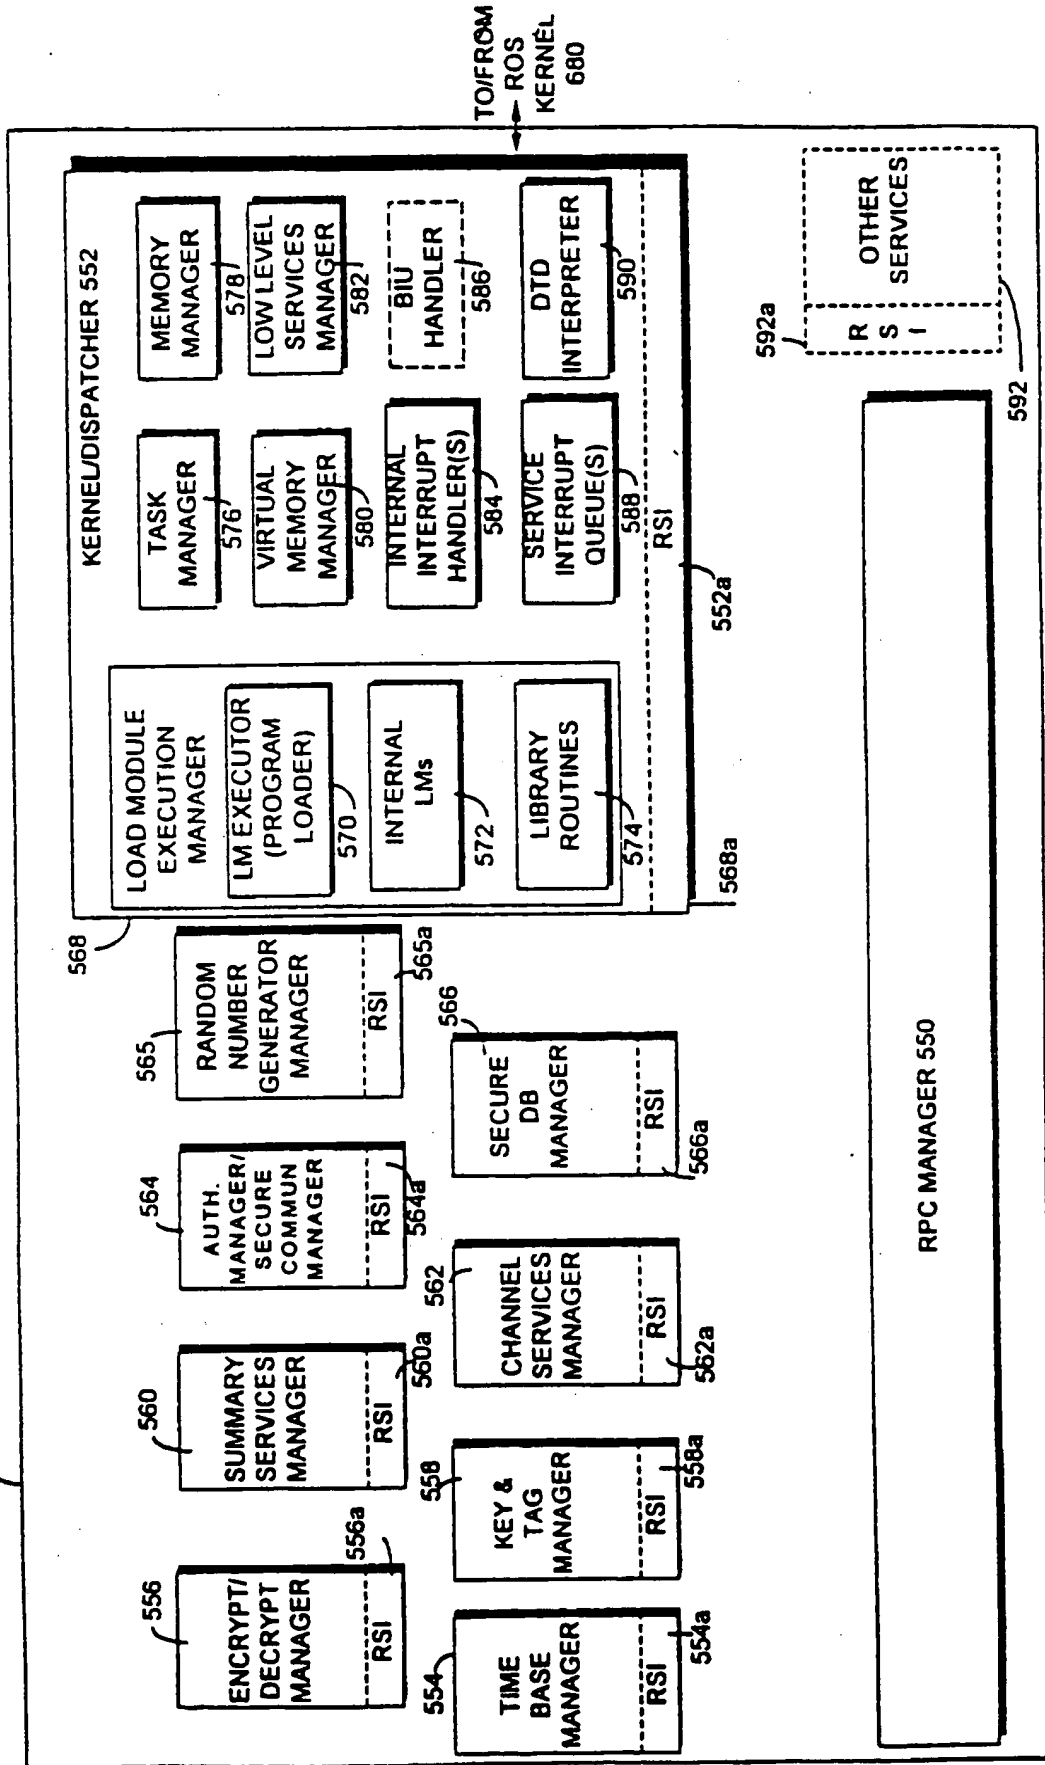 KERNEL/DISPATCHER 552
TO/FROM
ROS
KERNEL
680
568
LOAD MODULE
EXECUTION
MANAGER
LM EXECUTOR
(PROGRAM
LOADER)
570
INTERNAL
LMs
572
LIBRARY
ROUTINES
574
568a
TASK
MANAGER
576
MEMORY
MANAGER
578
VIRTUAL
MEMORY
MANAGER
580
LOW LEVEL
SERVICES
MANAGER
582
INTERNAL
INTERRUPT
HANDLER(S)
584
BIU
HANDLER
586
SERVICE
INTERRUPT
QUEUE(S)
588
DTD
INTERPRETER
590
RSI
552a
556
ENCRYPT/
DECRYPT
MANAGER
RSI
556a
560
SUMMARY
SERVICES
MANAGER
RSI
560a
564
AUTH.
MANAGER/
SECURE
COMMUN
MANAGER
RSI
564a
565
RANDOM
NUMBER
GENERATOR
MANAGER
RSI
565a
554
TIME
BASE
MANAGER
RSI
554a
558
KEY &
TAG
MANAGER
RSI
558a
562
CHANNEL
SERVICES
MANAGER
RSI
562a
566
SECURE
DB
MANAGER
RSI
566a
RPC MANAGER 550
592a
R
S
I
OTHER
SERVICES
592